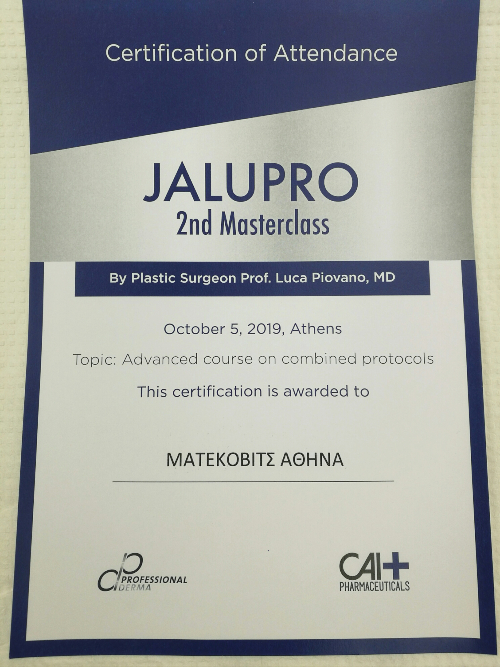 Certification of Attendance
JALUPRO
2nd Masterclass
By Plastic Surgeon Prof. Luca Piovano, MD
October 5, 2019, Athens
Topic: Advanced course on combined protocols
This certification is awarded to
ΜΑΤΕΚΟΒΙΤΣ ΑΘΗΝΑ
dp PROFESSIONAL
DERMA
CAI+
PHARMACEUTICALS